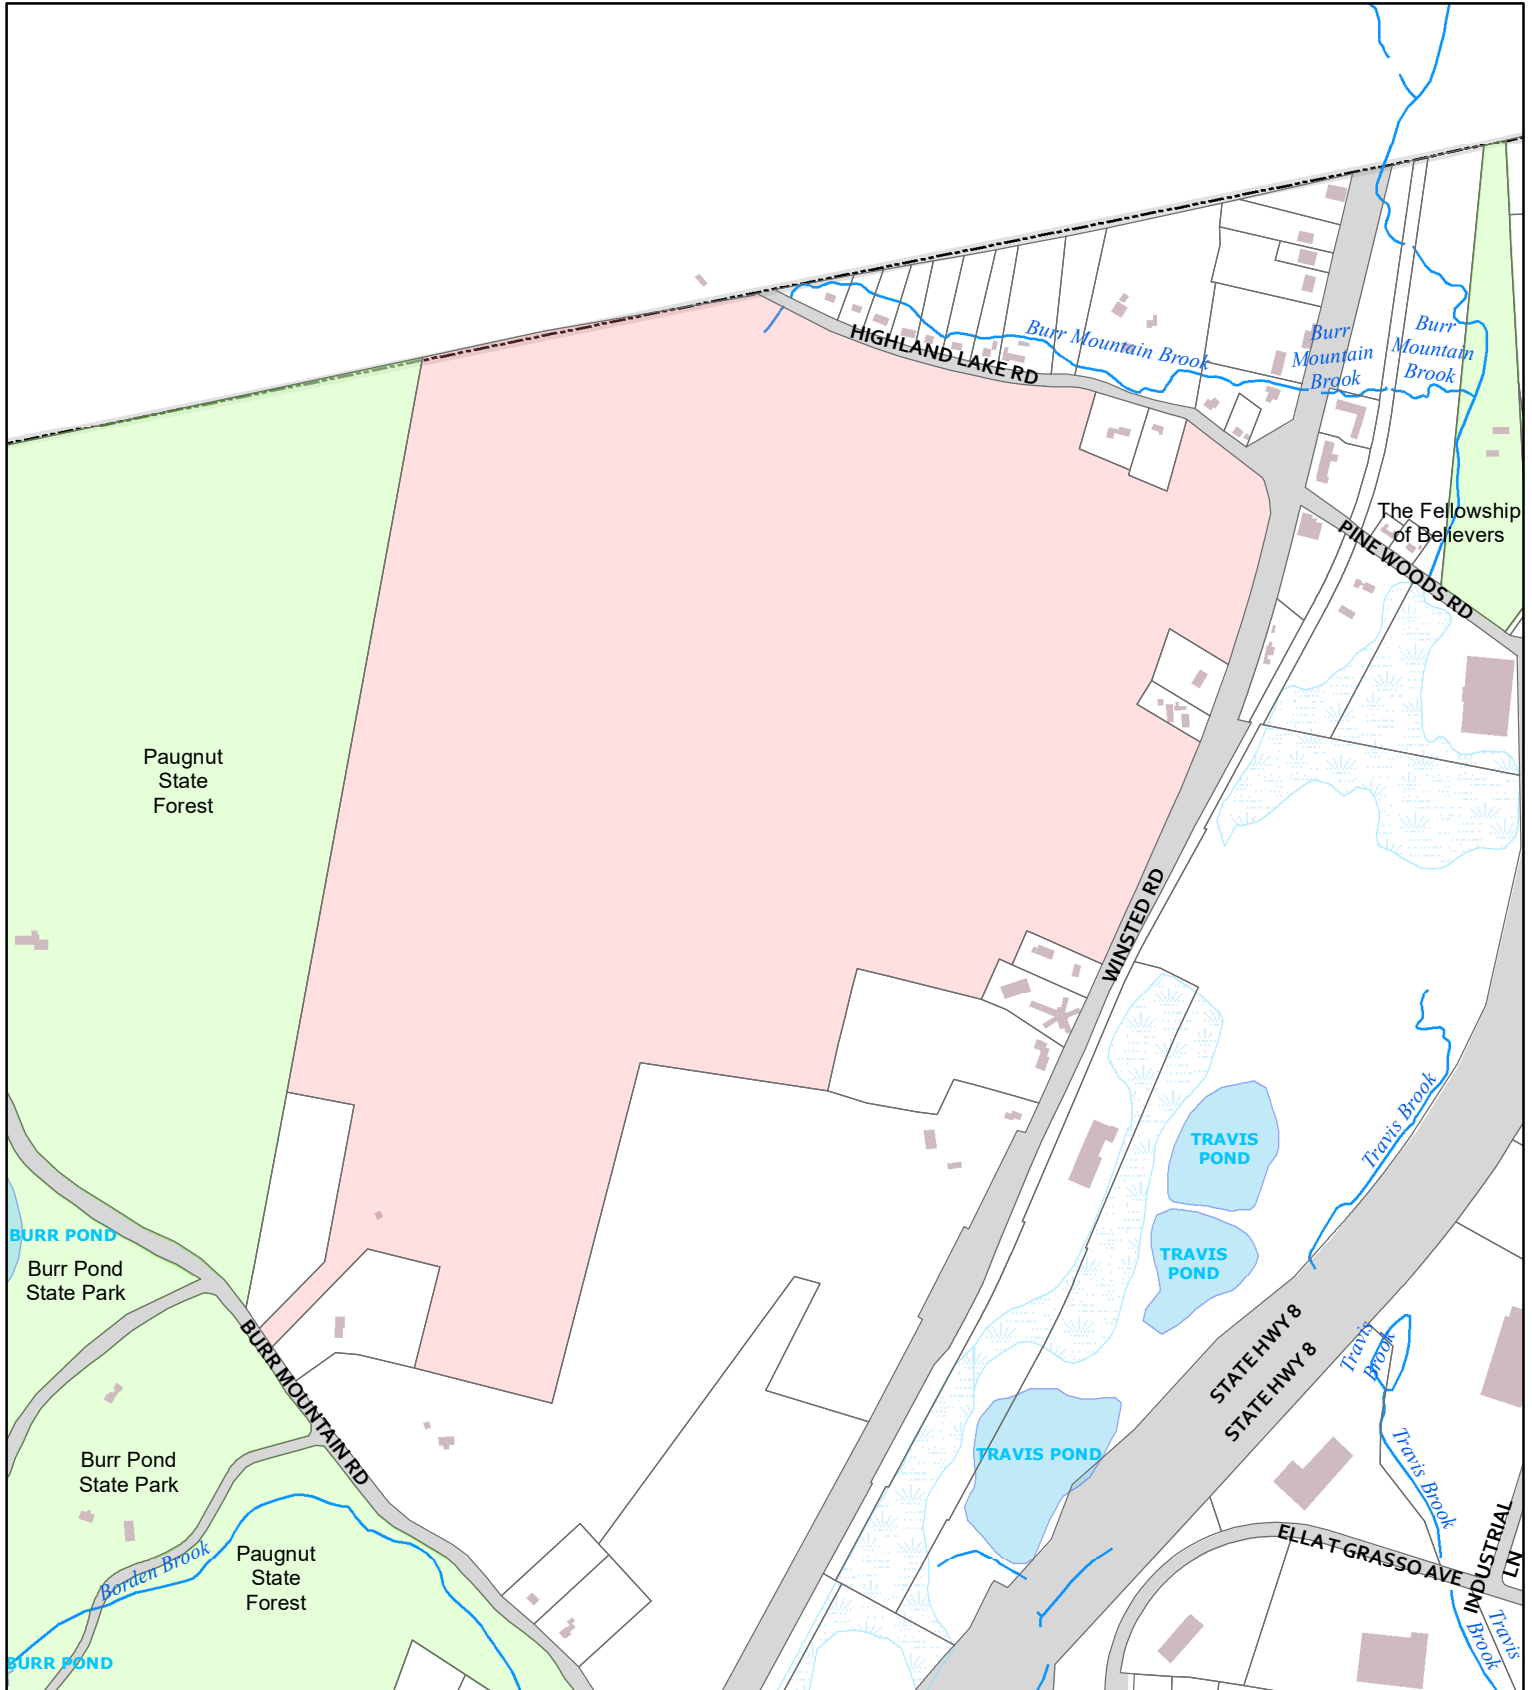 HIGHLAND LAKE RD
Burr Mountain Brook
Burr
Mountain
Brook
Burr
Mountain
Brook
The Fellowship
of Believers
PINE WOODS RD
Paugnut
State
Forest
WINSTED RD
TRAVIS
POND
Travis Brook
BURR POND
Burr Pond
State Park
TRAVIS
POND
STATE HWY 8
STATE HWY 8
Travis
Brook
BURR MOUNTAIN RD
Burr Pond
State Park
TRAVIS POND
Travis Brook
Borden Brook
Paugnut
State
Forest
ELLA T GRASSO AVE
INDUSTRIAL
LN
Travis
Brook
BURR POND